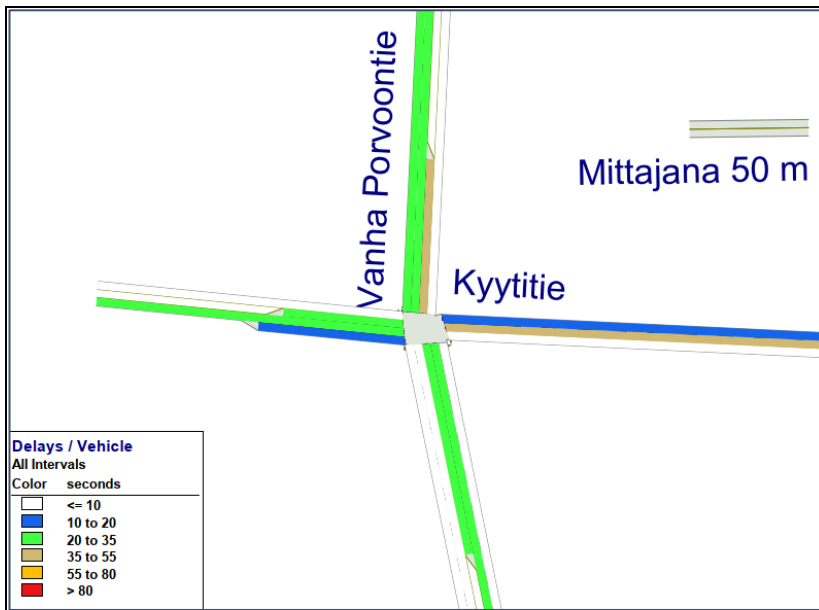 Vanha Porvoontie
Mittajana 50 m
Kyytitie
Delays / Vehicle
All Intervals
Color seconds
<= 10
10 to 20
20 to 35
35 to 55
55 to 80
> 80